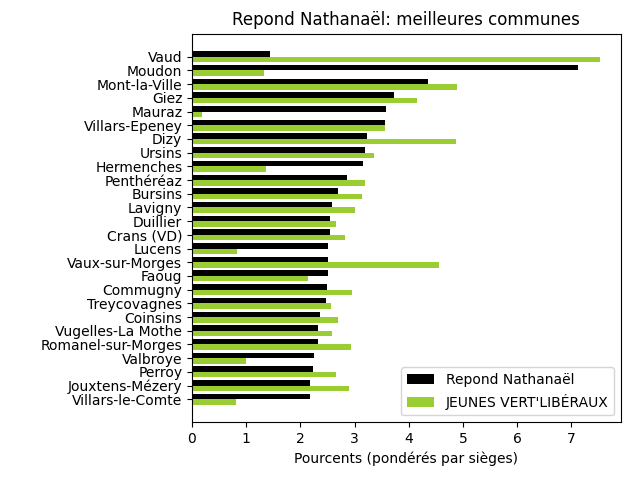 Repond Nathanaël: meilleures communes
Vaud
Moudon
Mont-la-Ville
Giez
Mauraz
Villars-Epeney
Dizy
Ursins
Hermenches
Penthéréaz
Bursins
Lavigny
Duillier
Crans (VD)
Lucens
Vaux-sur-Morges
Faoug
Commugny
Treycovagnes
Coinsins
Vugelles-La Mothe
Romanel-sur-Morges
Valbroye
Perroy
Jouxtens-Mézery
Villars-le-Comte
Repond Nathanaël
JEUNES VERT'LIBÉRAUX
0 1 2 3 4 5 6 7
Pourcents (pondérés par sièges)